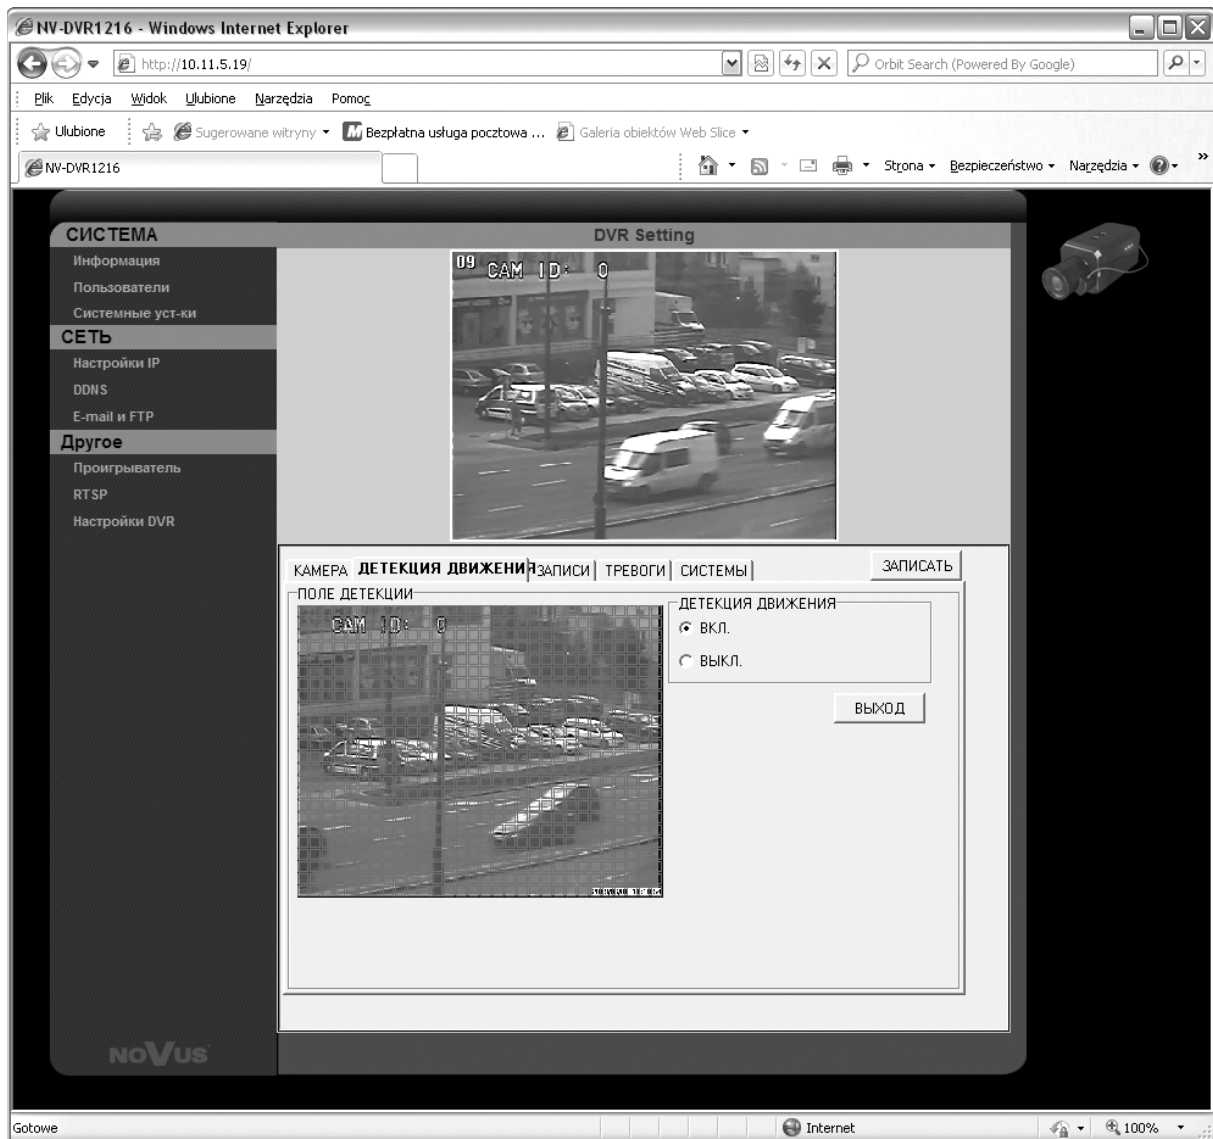 NV-DVR1216 - Windows Internet Explorer
http://10.11.5.19/
Orbit Search (Powered By Google)
Plik Edycja Widok Ulubione Narzędzia Pomoc
Ulubione Sugerowane witryny Bezpłatna usługa pocztowa ... Galeria obiektów Web Slice
NV-DVR1216
Strona Bezpieczeństwo Narzędzia »
СИСТЕМА
DVR Setting
Информация
Пользователи
Системные уст-ки
СЕТЬ
Настройки IP
DDNS
E-mail и FTP
Другое
Проигрыватель
RTSP
Настройки DVR
09 CAM ID: 0
КАМЕРА ДЕТЕКЦИЯ ДВИЖЕНИЯ ЗАПИСИ ТРЕВОГИ СИСТЕМЫ
ЗАПИСАТЬ
ПОЛЕ ДЕТЕКЦИИ
CAM ID: 0
ДЕТЕКЦИЯ ДВИЖЕНИЯ
ВКЛ.
ВЫКЛ.
ВЫХОД
NOVUS
Gotowe
Internet
100%